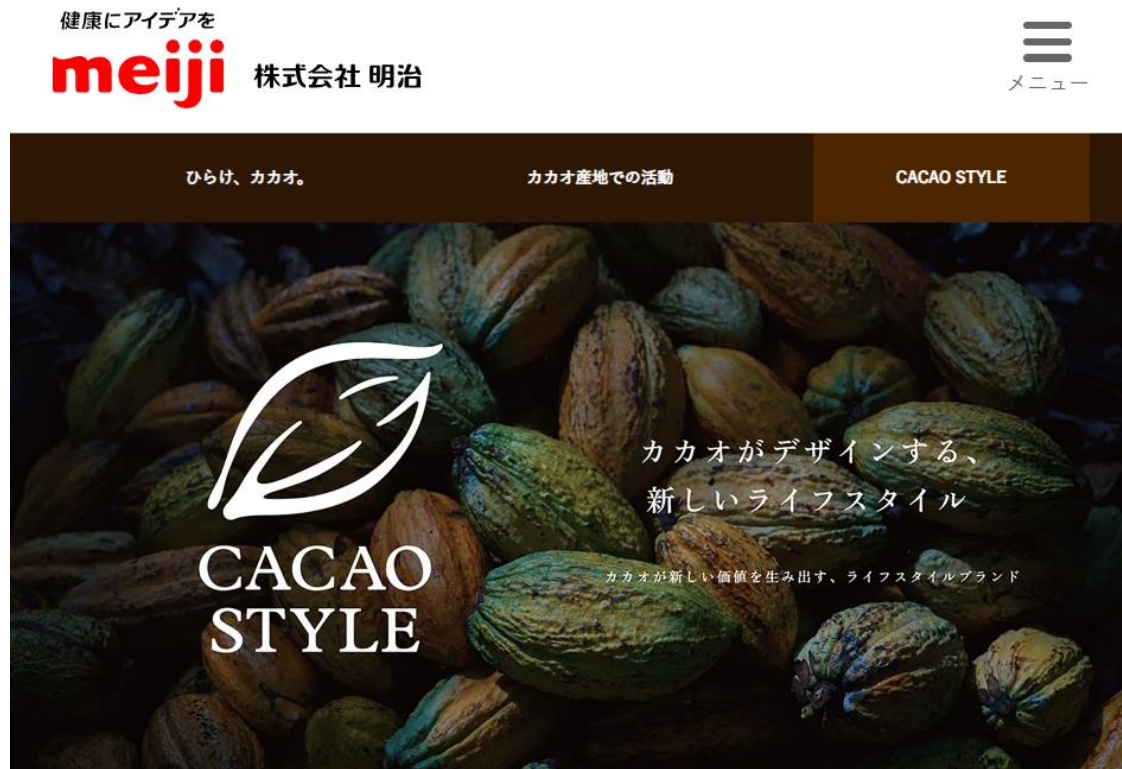 健康にアイデアを
meiji 株式会社 明治
メニュー
ひらけ、カカオ。
カカオ産地での活動
CACAO STYLE
カカオがデザインする、
新しいライフスタイル
カカオが新しい価値を生み出す、ライフスタイルブランド
CACAO
STYLE